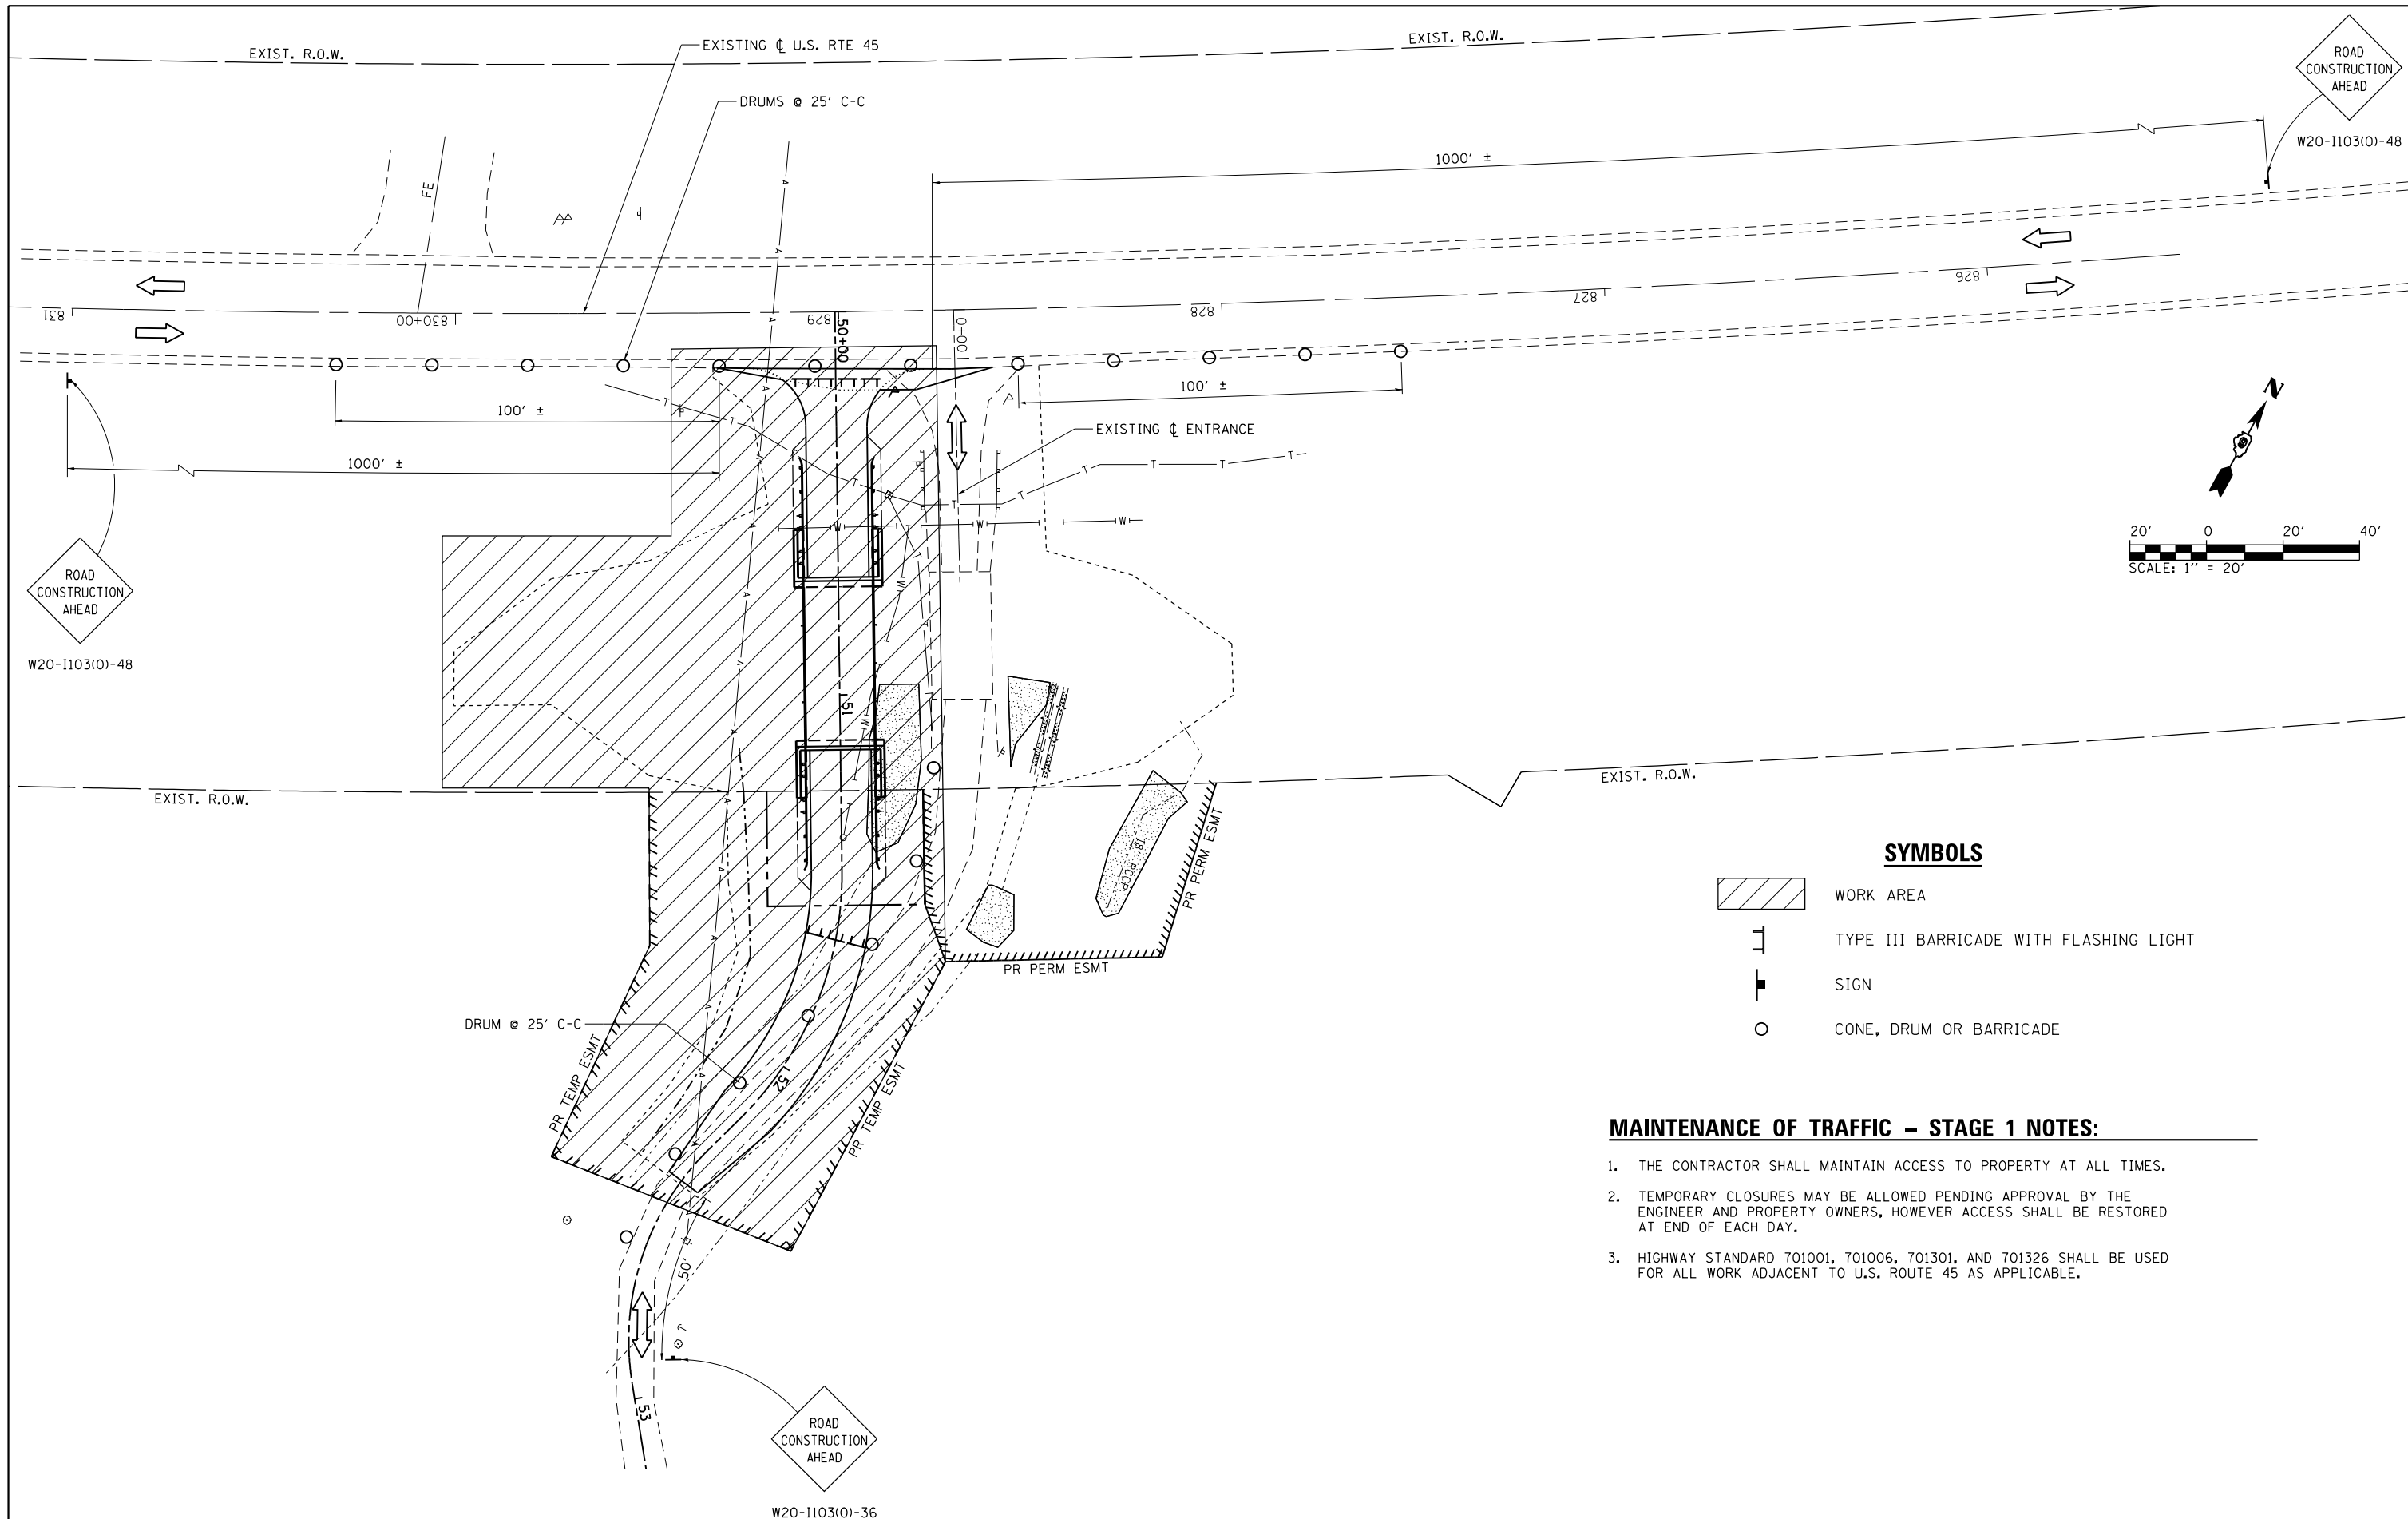 EXIST. R.O.W.
EXISTING ℄ U.S. RTE 45
EXIST. R.O.W.
ROAD
CONSTRUCTION
AHEAD
W20-I103(0)-48
DRUMS @ 25' C-C
1000' ±
FE
A
A
A
A
831
830+00
829
L50+00
0+00
828
827
826
100' ±
100' ±
T
T
T
T
T
T
T
T
T
T
EXISTING ℄ ENTRANCE
1000' ±
N
W
W
W
20' 0 20' 40'
SCALE: 1'' = 20'
ROAD
CONSTRUCTION
AHEAD
W20-I103(0)-48
W
W
L51
EXIST. R.O.W.
EXIST. R.O.W.
18'' RCCP
PR PERM ESMT
PR PERM ESMT
SYMBOLS
WORK AREA
TYPE III BARRICADE WITH FLASHING LIGHT
SIGN
CONE, DRUM OR BARRICADE
DRUM @ 25' C-C
PR TEMP ESMT
L52
PR TEMP ESMT
50'
L53
ROAD
CONSTRUCTION
AHEAD
W20-I103(0)-36
MAINTENANCE OF TRAFFIC – STAGE 1 NOTES:
1. THE CONTRACTOR SHALL MAINTAIN ACCESS TO PROPERTY AT ALL TIMES.
2. TEMPORARY CLOSURES MAY BE ALLOWED PENDING APPROVAL BY THE
ENGINEER AND PROPERTY OWNERS, HOWEVER ACCESS SHALL BE RESTORED
AT END OF EACH DAY.
3. HIGHWAY STANDARD 701001, 701006, 701301, AND 701326 SHALL BE USED
FOR ALL WORK ADJACENT TO U.S. ROUTE 45 AS APPLICABLE.